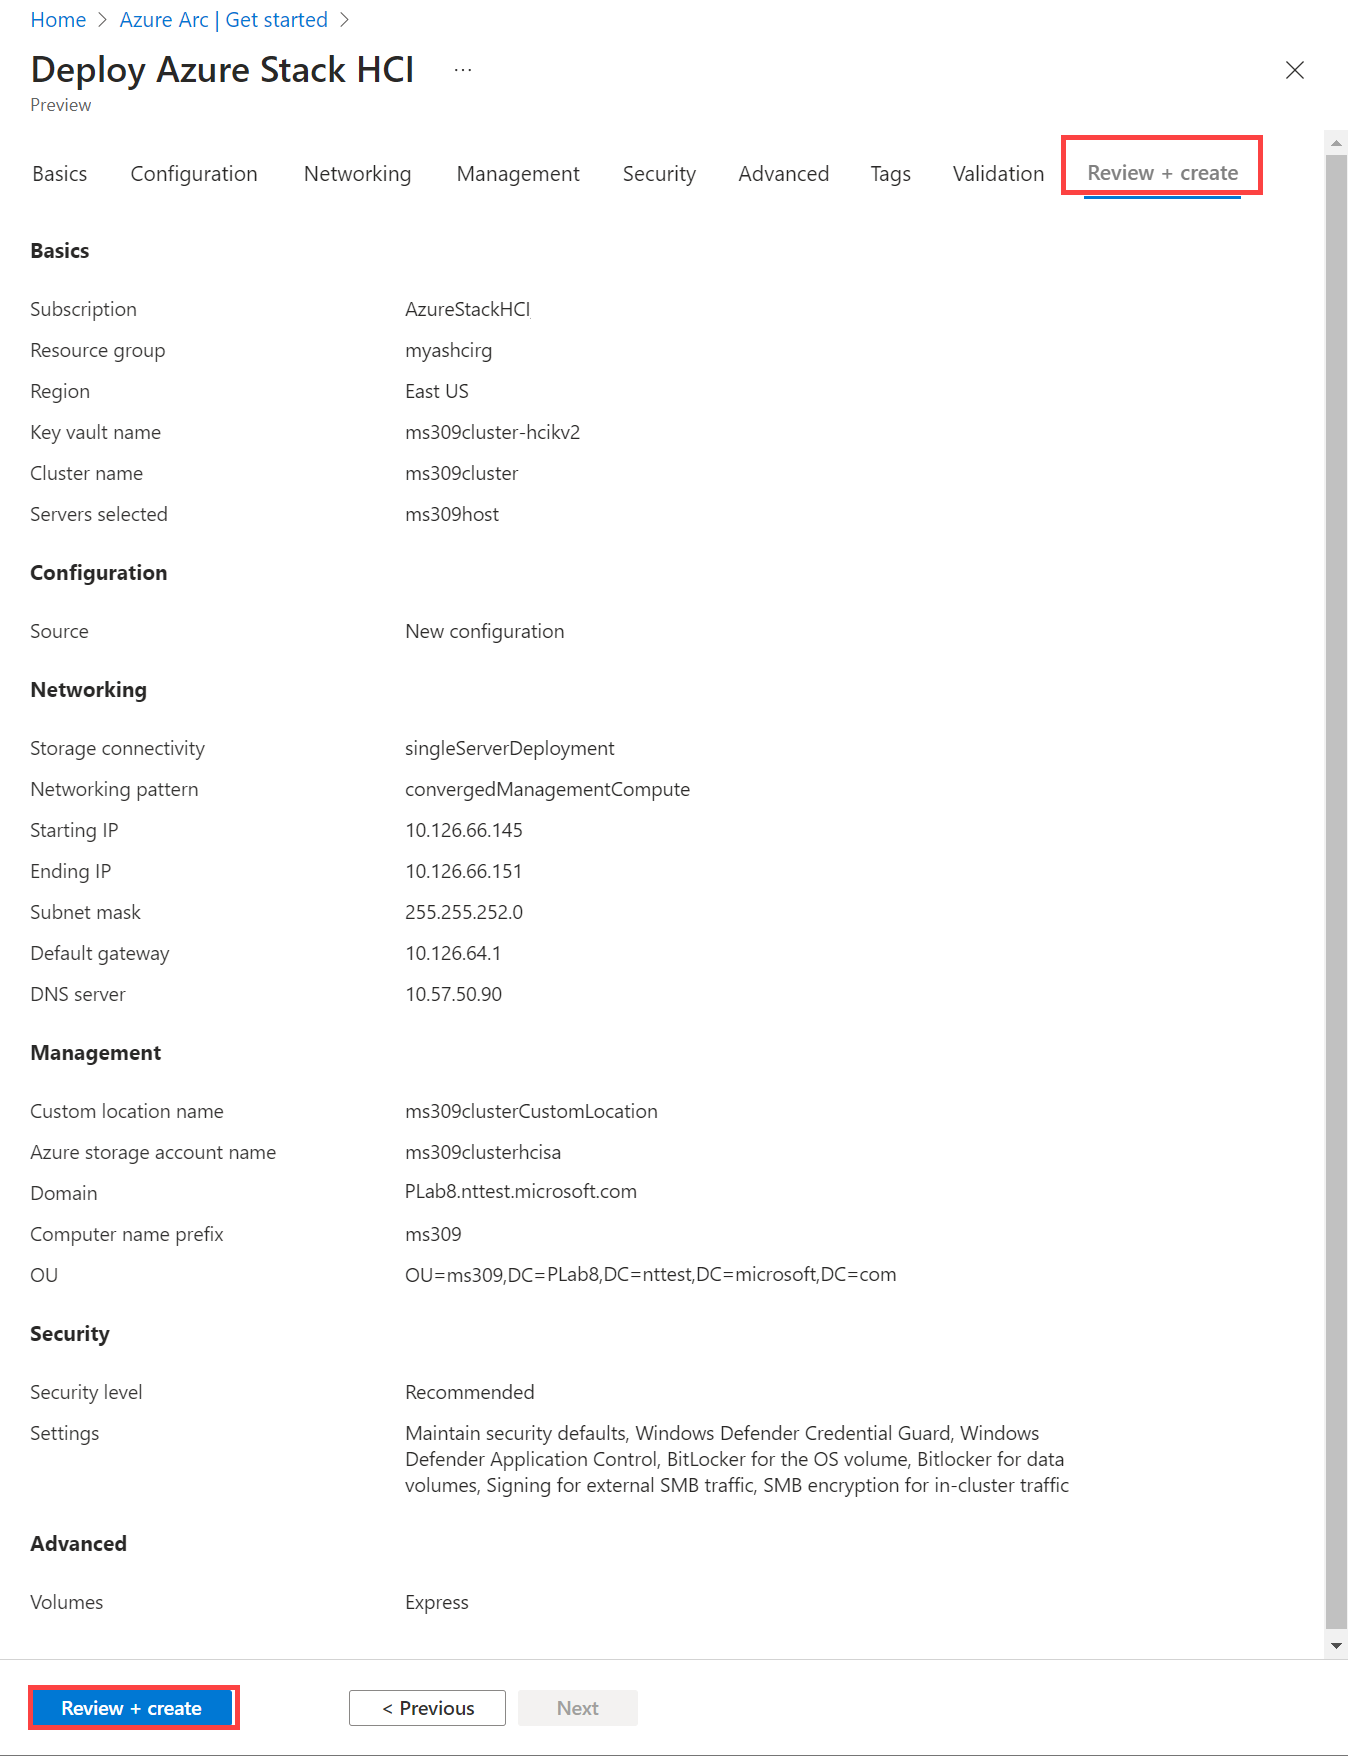 Home > Azure Arc | Get started >
Deploy Azure Stack HCI ...
Preview
Basics Configuration Networking Management Security Advanced Tags Validation Review + create
Basics
Subscription AzureStackHCI
Resource group myashcirg
Region East US
Key vault name ms309cluster-hcikv2
Cluster name ms309cluster
Servers selected ms309host
Configuration
Source New configuration
Networking
Storage connectivity singleServerDeployment
Networking pattern convergedManagementCompute
Starting IP 10.126.66.145
Ending IP 10.126.66.151
Subnet mask 255.255.252.0
Default gateway 10.126.64.1
DNS server 10.57.50.90
Management
Custom location name ms309clusterCustomLocation
Azure storage account name ms309clusterhcisa
Domain PLab8.nttest.microsoft.com
Computer name prefix ms309
OU OU=ms309,DC=PLab8,DC=nttest,DC=microsoft,DC=com
Security
Security level Recommended
Settings Maintain security defaults, Windows Defender Credential Guard, Windows
Defender Application Control, BitLocker for the OS volume, Bitlocker for data
volumes, Signing for external SMB traffic, SMB encryption for in-cluster traffic
Advanced
Volumes Express
Review + create < Previous Next